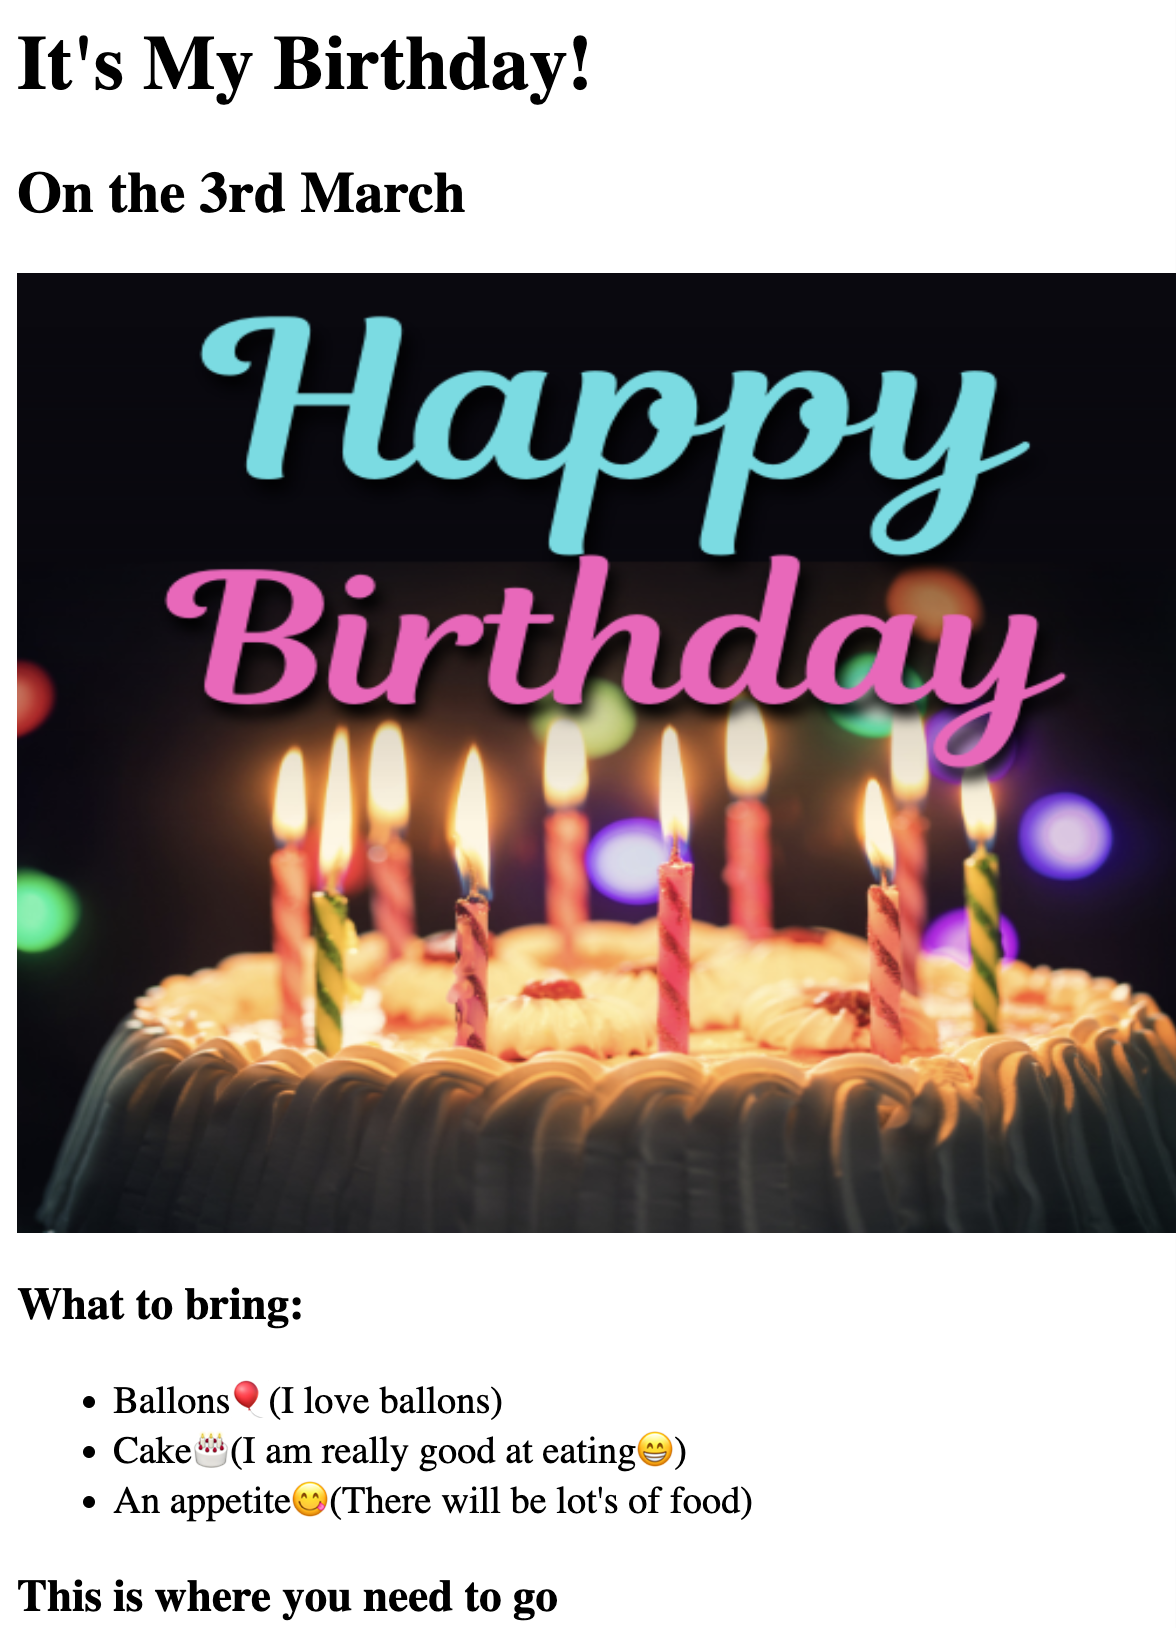 It's My Birthday!
On the 3rd March
Happy
Birthday
What to bring:
• Ballons🎈(I love ballons)
• Cake🎂(I am really good at eating😁)
• An appetite😋(There will be lot's of food)
This is where you need to go